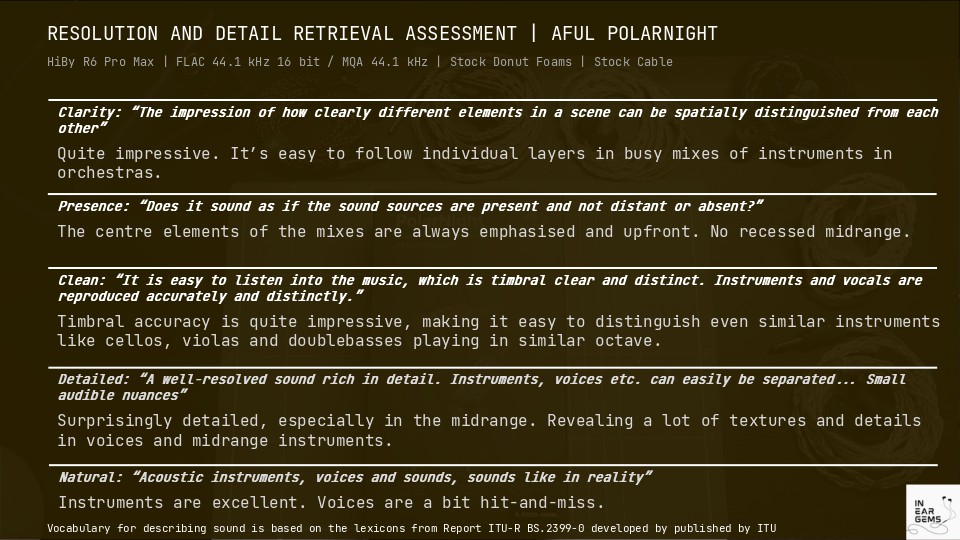 RESOLUTION AND DETAIL RETRIEVAL ASSESSMENT | AFUL POLARNIGHT
HiBy R6 Pro Max | FLAC 44.1 kHz 16 bit / MQA 44.1 kHz | Stock Donut Foams | Stock Cable
Clarity: “The impression of how clearly different elements in a scene can be spatially distinguished from each
other”
Quite impressive. It’s easy to follow individual layers in busy mixes of instruments in
orchestras.
Presence: “Does it sound as if the sound sources are present and not distant or absent?”
The centre elements of the mixes are always emphasised and upfront. No recessed midrange.
Clean: “It is easy to listen into the music, which is timbral clear and distinct. Instruments and vocals are
reproduced accurately and distinctly.”
Timbral accuracy is quite impressive, making it easy to distinguish even similar instruments
like cellos, violas and doublebasses playing in similar octave.
Detailed: “A well-resolved sound rich in detail. Instruments, voices etc. can easily be separated... Small
audible nuances”
Surprisingly detailed, especially in the midrange. Revealing a lot of textures and details
in voices and midrange instruments.
Natural: “Acoustic instruments, voices and sounds, sounds like in reality”
Instruments are excellent. Voices are a bit hit-and-miss.
Vocabulary for describing sound is based on the lexicons from Report ITU-R BS.2399-0 developed by published by ITU
IN
EAR
GEMS